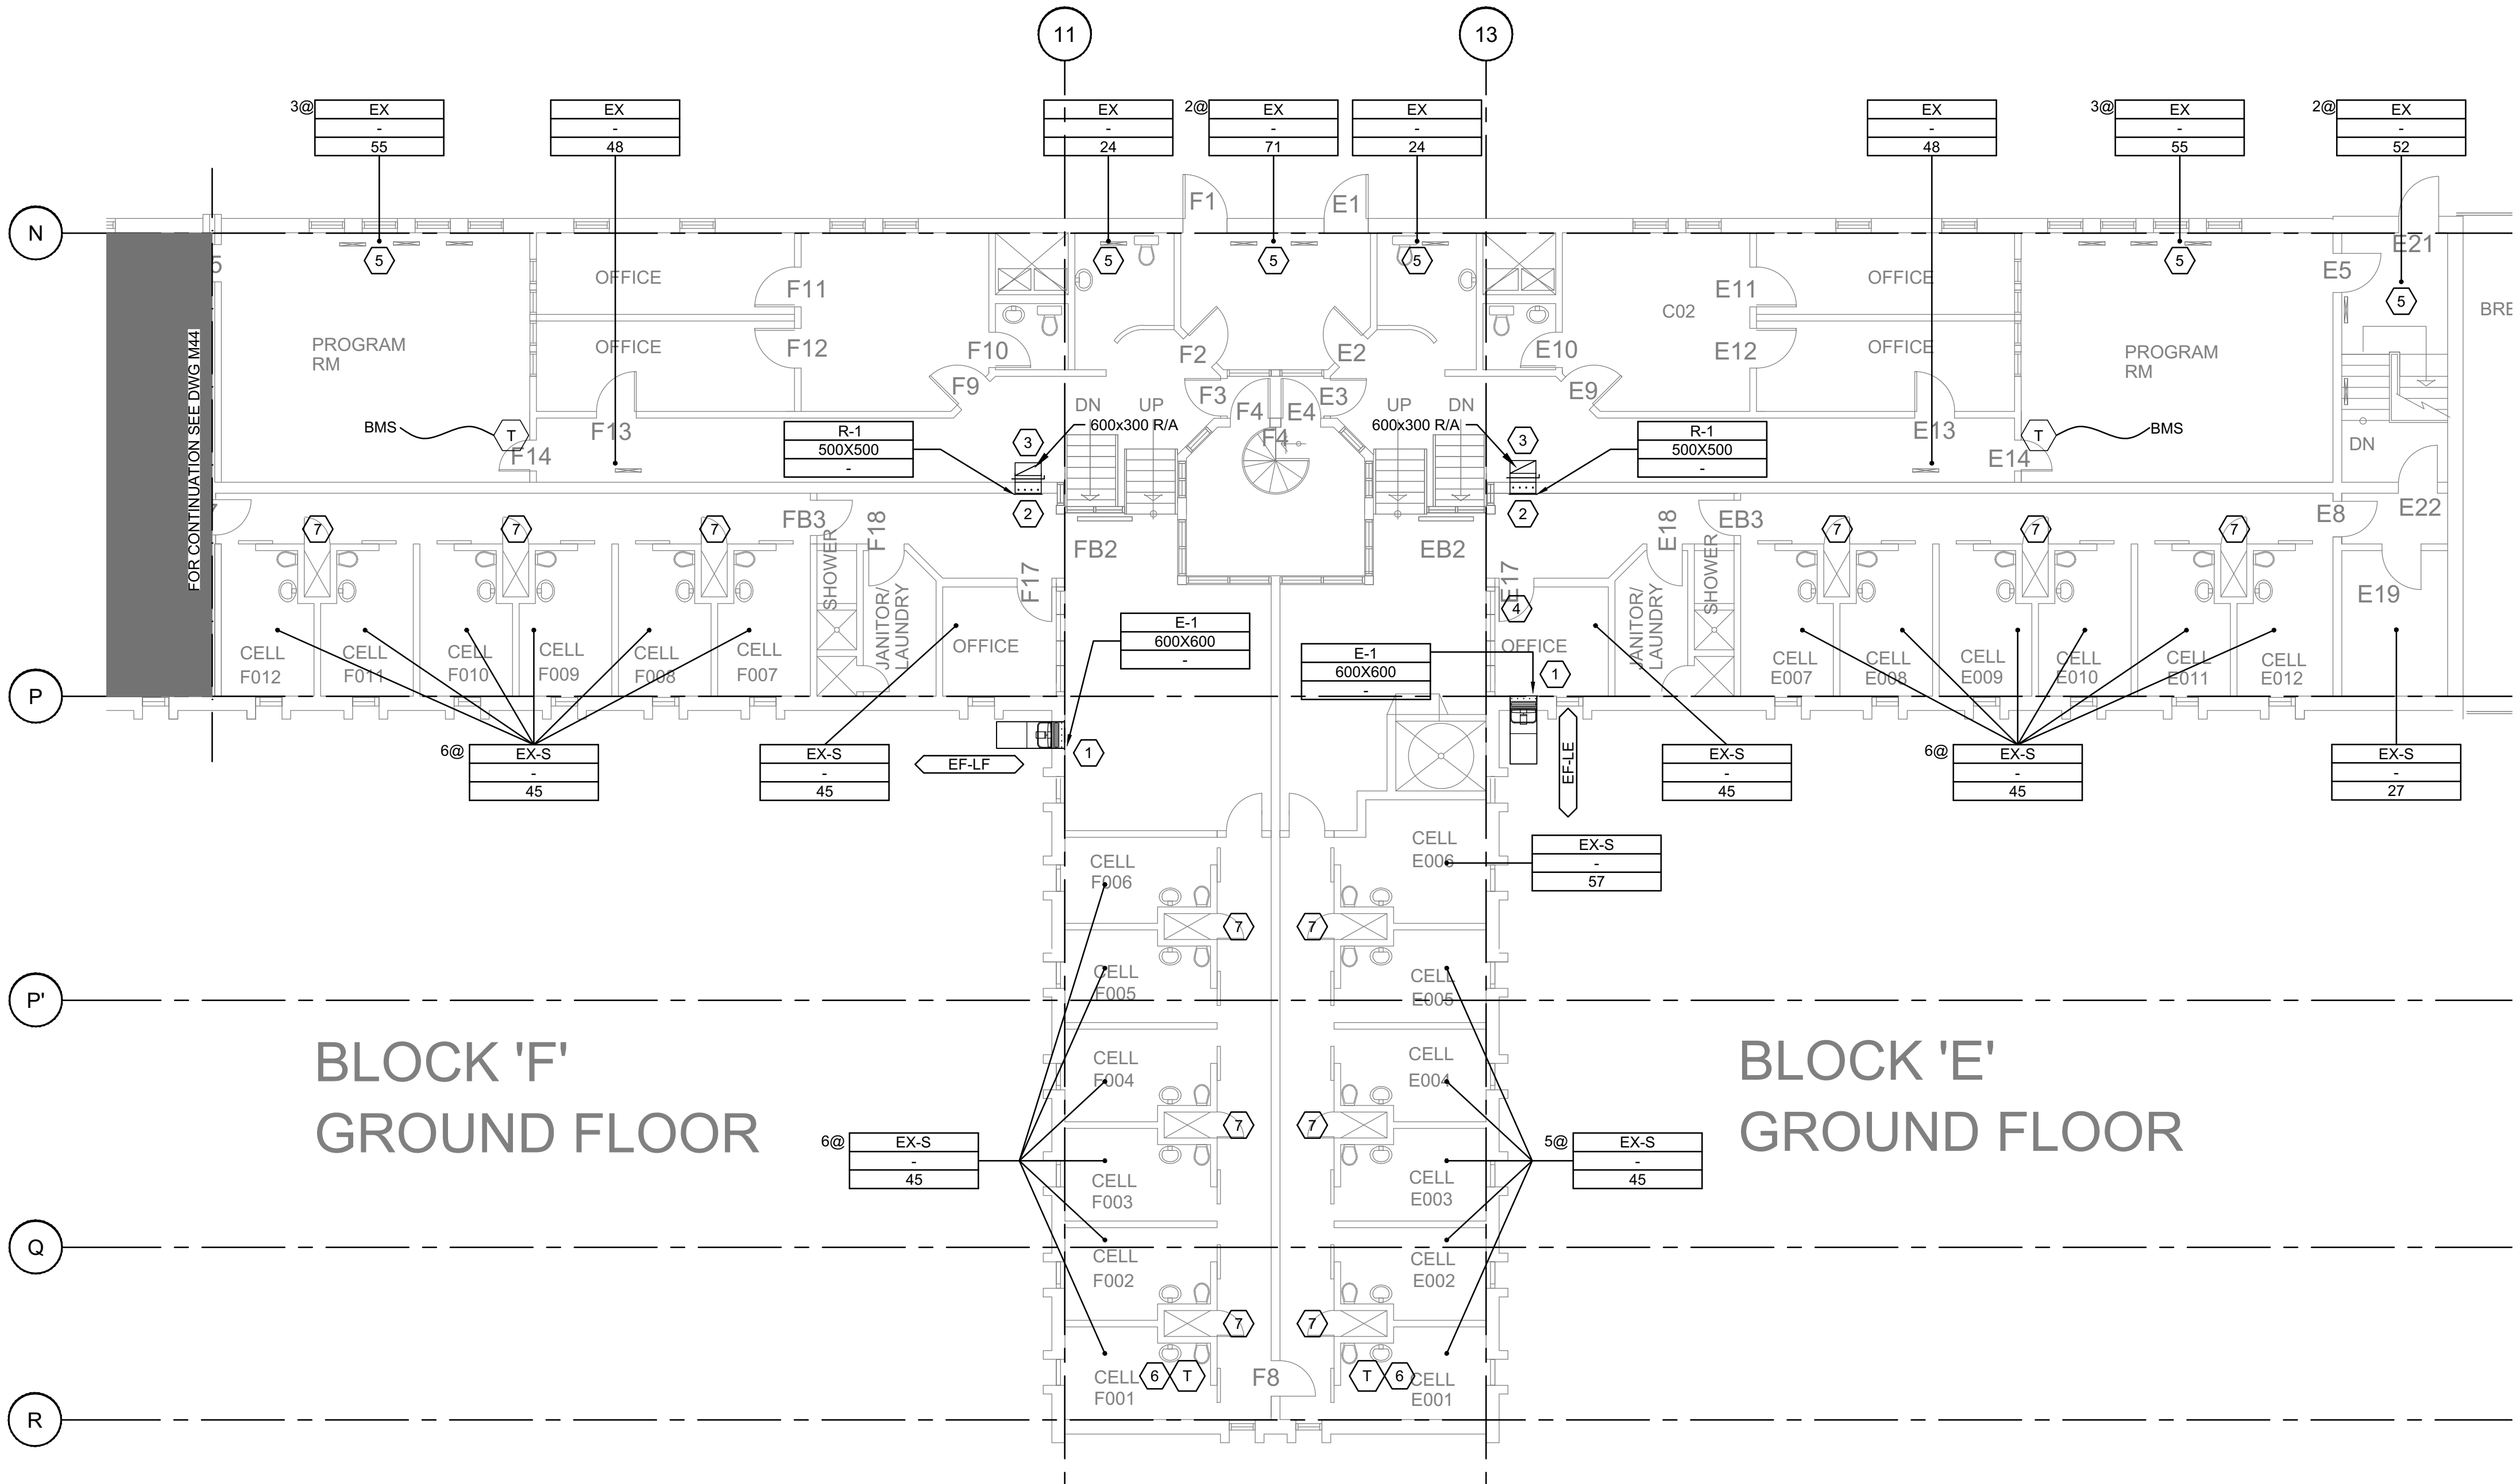 11
13
3@
EX
-
55
EX
-
48
EX
-
24
2@
EX
-
71
EX
-
24
EX
-
48
3@
EX
-
55
2@
EX
-
52
N
F1
E1
E21
5
5
5
5
5
5
5
OFFICE
F11
E11
OFFICE
E5
C02
BRE
PROGRAM
RM
OFFICE
F12
F10
F2
E2
E10
E12
OFFICE
PROGRAM
RM
F9
F3
F4
E4
E3
E9
F4
DN
UP
UP
DN
600x300 R/A
600x300 R/A
BMS
T
F14
F13
R-1
500X500
-
3
2
3
2
R-1
500X500
-
E13
E14
T
BMS
DN
FOR CONTINUATION SEE DWG M44
7
7
7
FB3
F18
FB2
EB2
E18
EB3
7
7
7
E8
E22
SHOWER
JANITOR/
LAUNDRY
F17
OFFICE
E17
4
OFFICE
JANITOR/
LAUNDRY
SHOWER
E19
E-1
600X600
-
E-1
600X600
-
1
1
CELL
F012
CELL
F011
CELL
F010
CELL
F009
CELL
F008
CELL
F007
CELL
E007
CELL
E008
CELL
E009
CELL
E010
CELL
E011
CELL
E012
P
6@
EX-S
-
45
EX-S
-
45
EF-LF
EF-LE
EX-S
-
45
6@
EX-S
-
45
EX-S
-
27
CELL
F006
CELL
E006
EX-S
-
57
7
7
CELL
F005
CELL
E005
P'
BLOCK 'F'
GROUND FLOOR
BLOCK 'E'
GROUND FLOOR
CELL
F004
CELL
E004
7
7
6@
EX-S
-
45
5@
EX-S
-
45
CELL
F003
CELL
E003
Q
CELL
F002
CELL
E002
7
7
CELL
F001
6
T
F8
T
6
CELL
E001
R